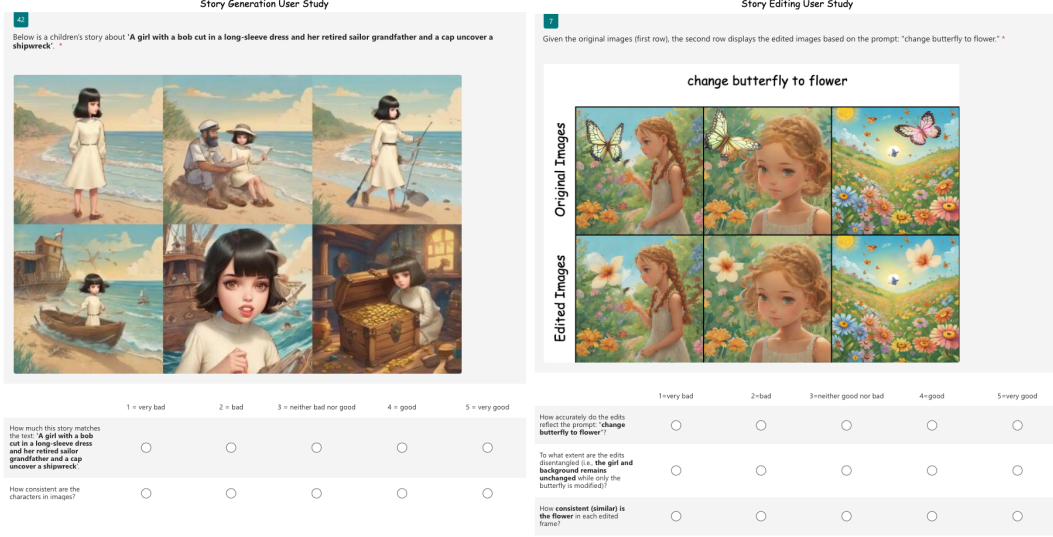 Story Generation User Study
42
Below is a children's story about 'A girl with a bob cut in a long-sleeve dress and her retired sailor grandfather and a cap uncover a
shipwreck'. *
1 = very bad
2 = bad
3 = neither bad nor good
4 = good
5 = very good
How much this story matches
the text: 'A girl with a bob
cut in a long-sleeve dress
and her retired sailor
grandfather and a cap
uncover a shipwreck'.
How consistent are the
characters in images?
Story Editing User Study
7
Given the original images (first row), the second row displays the edited images based on the prompt: "change butterfly to flower." *
change butterfly to flower
Original Images
Edited Images
1=very bad
2=bad
3=neither good nor bad
4=good
5=very good
How accurately do the edits
reflect the prompt: "change
butterfly to flower"?
To what extent are the edits
disentangled (i.e., the girl and
background remains
unchanged while only the
butterfly is modified)?
How consistent (similar) is
the flower in each edited
frame?